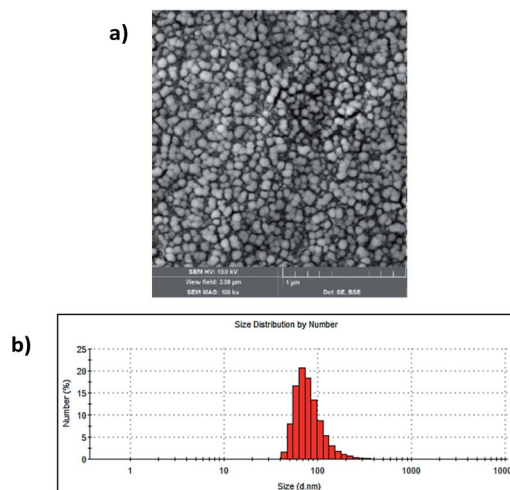 a)
SEM HV: 10.0 kV
View field: 2.08 μm
1 μm
SEM MAG: 100 kx
Det: SE, BSE
b)
Size Distribution by Number
Number (%)
25
20
15
10
5
0
1
10
100
1000
1000
Size (d.nm)